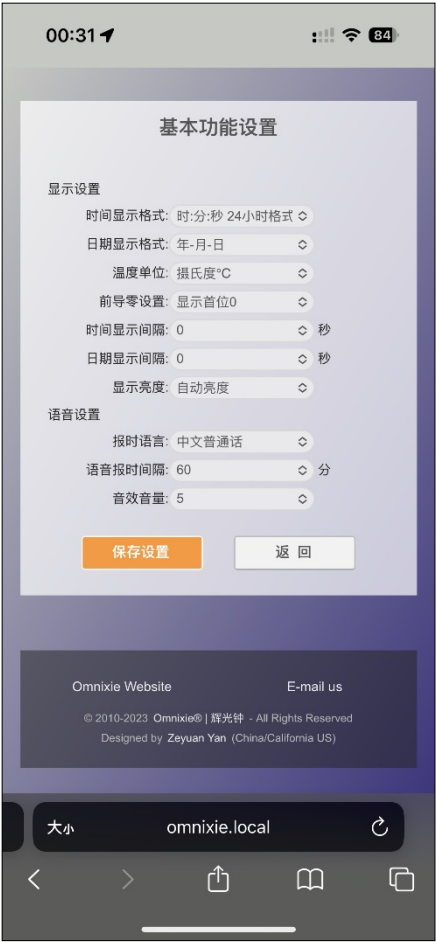 00:31
84
基本功能设置
显示设置
时间显示格式: 时:分:秒 24小时格式
日期显示格式: 年-月-日
温度单位: 摄氏度°C
前导零设置: 显示首位0
时间显示间隔: 0 秒
日期显示间隔: 0 秒
显示亮度: 自动亮度
语音设置
报时语言: 中文普通话
语音报时间隔: 60 分
音效音量: 5
保存设置 返 回
Omnixie Website E-mail us
© 2010-2023 Omnixie® | 辉光钟 - All Rights Reserved
Designed by Zeyuan Yan (China/California US)
大小 omnixie.local